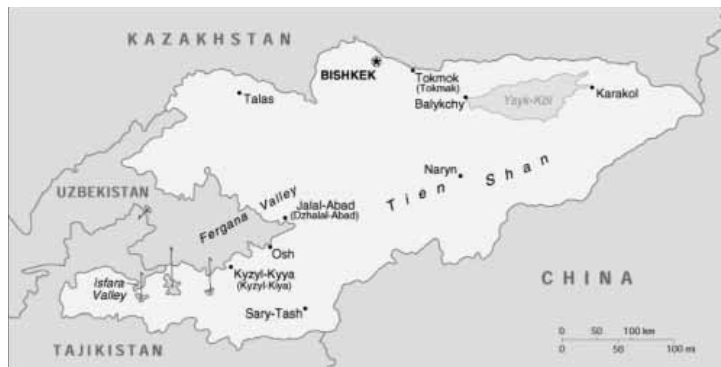 KAZAKHSTAN
BISHKEK
Tokmok
(Tokmak)
Talas
Balykchy
Ysyk-Köl
Karakol
Naryn
Tien Shan
UZBEKISTAN
Fergana Valley
Jalal-Abad
(Dzhalal-Abad)
Osh
Isfara
Valley
Kyzyl-Kyya
(Kyzyl-Kiya)
CHINA
Sary-Tash
TAJIKISTAN
0 50 100 km
0 50 100 mi